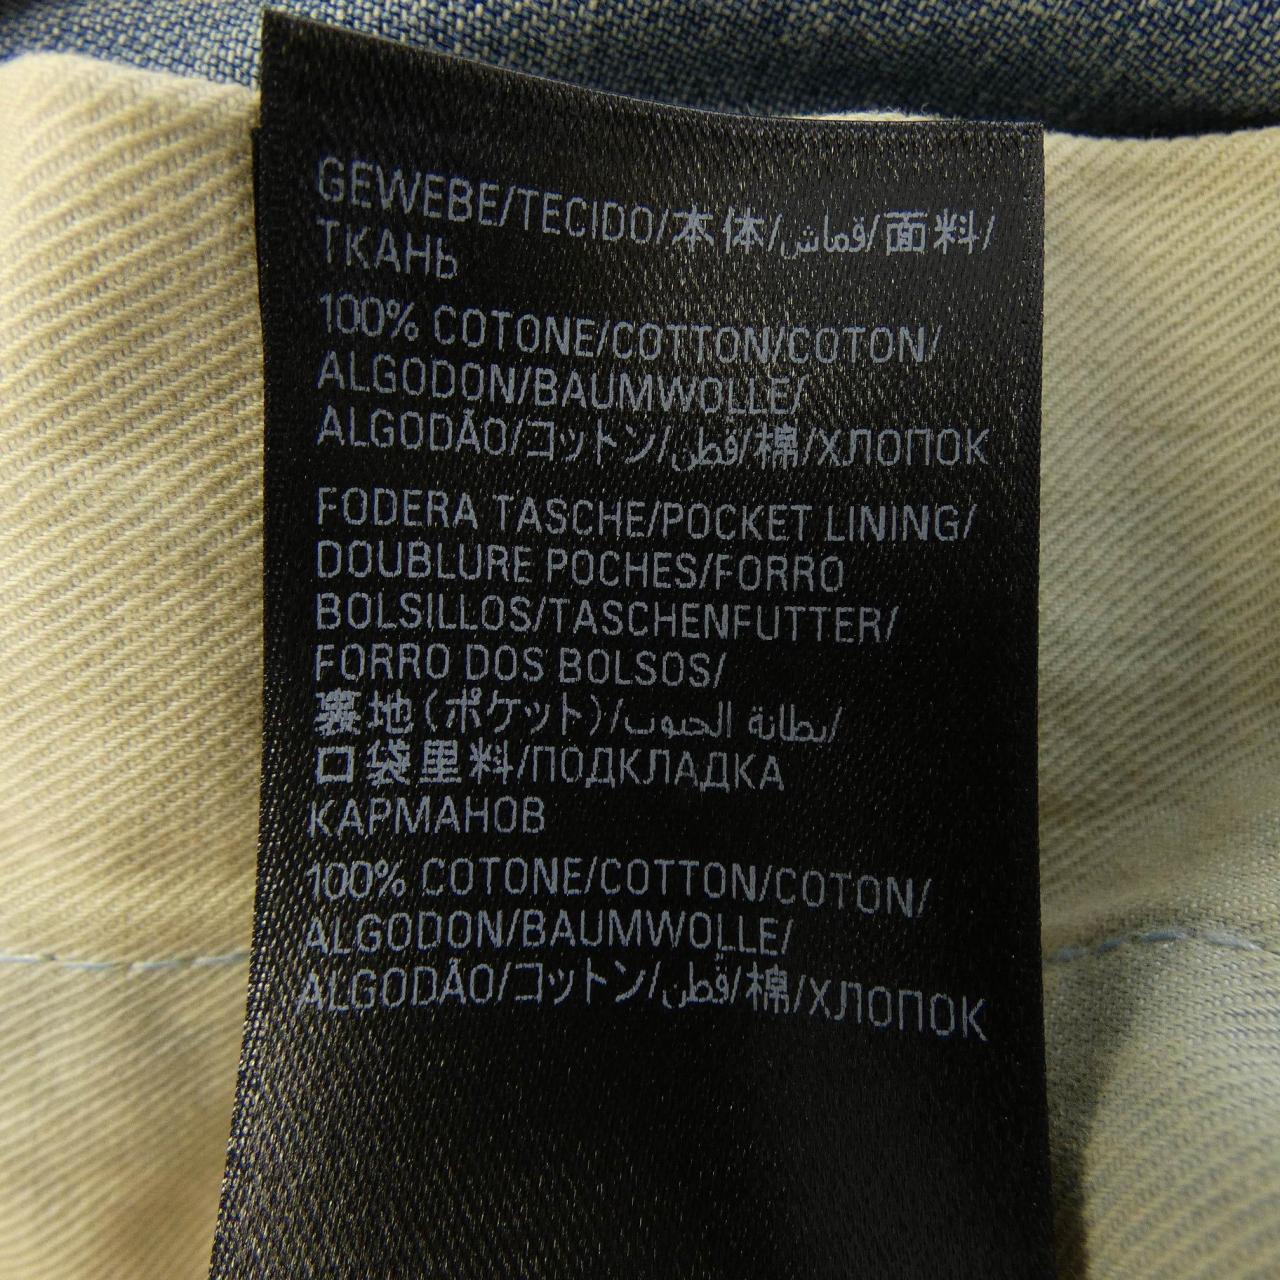 GEWEBE/TECIDO/本体/قماش/面料/
ТКАНЬ
100% COTONE/COTTON/COTON/
ALGODON/BAUMWOLLE/
ALGODÃO/コットン/قطن/棉/ХЛОПОК
FODERA TASCHE/POCKET LINING/
DOUBLURE POCHES/FORRO
BOLSILLOS/TASCHENFUTTER/
FORRO DOS BOLSOS/
裏地(ポケット)/بطانة الجيوب/
口袋里料/ПОДКЛАДКА
КАРМАНОВ
100% COTONE/COTTON/COTON/
ALGODON/BAUMWOLLE/
ALGODÃO/コットン/قطن/棉/ХЛОПОК